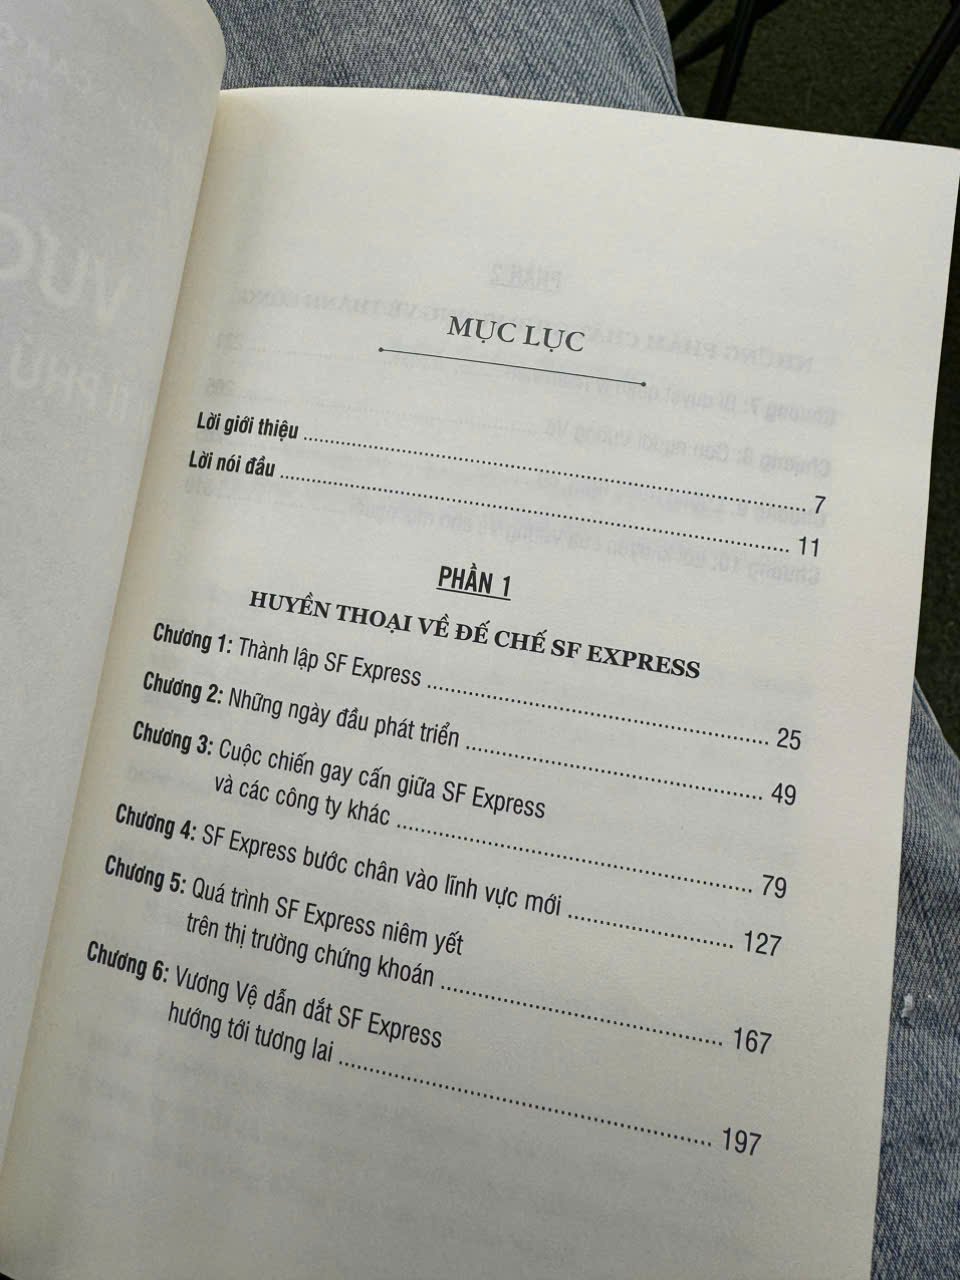 MỤC LỤC
Lời giới thiệu ........ 7
Lời nói đầu ........ 11
PHẦN 1
HUYỀN THOẠI VỀ ĐẾ CHẾ SF EXPRESS
Chương 1: Thành lập SF Express ........ 25
Chương 2: Những ngày đầu phát triển ........ 49
Chương 3: Cuộc chiến gay cấn giữa SF Express
và các công ty khác ........ 79
Chương 4: SF Express bước chân vào lĩnh vực mới ........ 127
Chương 5: Quá trình SF Express niêm yết
trên thị trường chứng khoán ........ 167
Chương 6: Vương Vệ dẫn dắt SF Express
hướng tới tương lai ........ 197